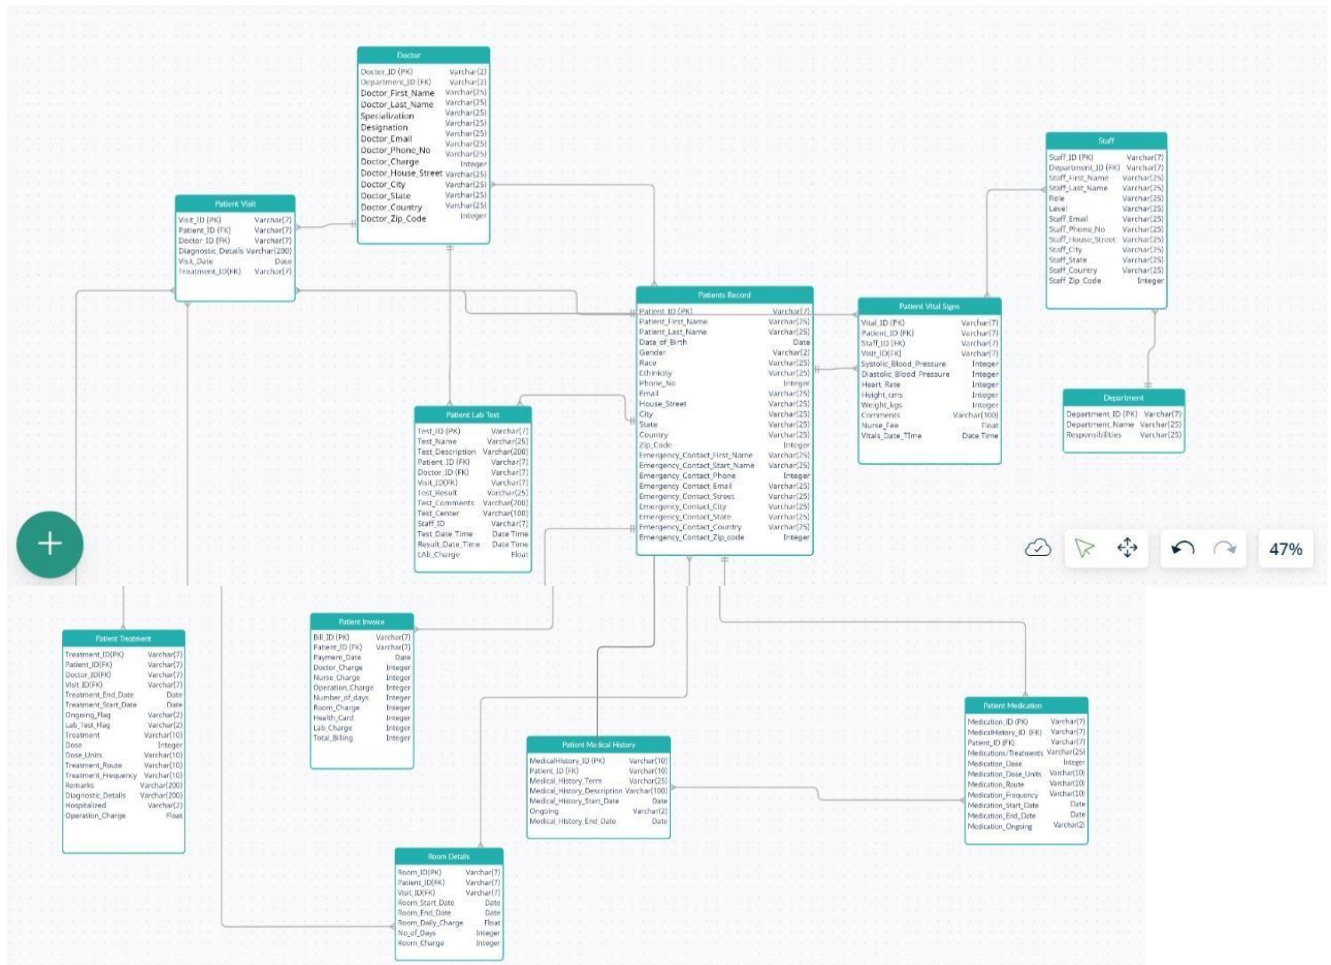 Doctor
Doctor_ID (PK) Varchar(2)
Department_ID (FK) Varchar(2)
Doctor_First_Name Varchar(25)
Doctor_Last_Name Varchar(25)
Specialization Varchar(25)
Designation Varchar(25)
Doctor_Email Varchar(25)
Doctor_Phone_No Varchar(25)
Doctor_Charge Integer
Doctor_House_Street Varchar(25)
Doctor_City Varchar(25)
Doctor_State Varchar(25)
Doctor_Country Varchar(25)
Doctor_Zip_Code Integer
Staff
Staff_ID (PK) Varchar(7)
Department_ID (FK) Varchar(7)
Staff_First_Name Varchar(25)
Staff_Last_Name Varchar(25)
Role Varchar(25)
Level Varchar(25)
Staff_Email Varchar(25)
Staff_Phone_No Varchar(25)
Staff_House_Street Varchar(25)
Staff_City Varchar(25)
Staff_State Varchar(25)
Staff_Country Varchar(25)
Staff_Zip_Code Integer
Patient Visit
Visit_ID (PK) Varchar(7)
Patient_ID (FK) Varchar(7)
Doctor_ID (FK) Varchar(7)
Diagnostic_Details Varchar(200)
Visit_Date Date
Treatment_ID(FK) Varchar(7)
Patients Record
Patient_ID (PK) Varchar(7)
Patient_First_Name Varchar(25)
Patient_Last_Name Varchar(25)
Date_of_Birth Date
Gender Varchar(2)
Race Varchar(25)
Ethinicity Varchar(25)
Phone_No Integer
Email Varchar(25)
House_Street Varchar(25)
City Varchar(25)
State Varchar(25)
Country Varchar(25)
Zip_Code Integer
Emergency_Contact_First_Name Varchar(25)
Emergency_Contact_Start_Name Varchar(25)
Emergency_Contact_Phone Integer
Emergency_Contact_Email Varchar(25)
Emergency_Contact_Street Varchar(25)
Emergency_Contact_City Varchar(25)
Emergency_Contact_State Varchar(25)
Emergency_Contact_Country Varchar(25)
Emergency_Contact_Zip_code Integer
Patient Vital Signs
Vital_ID (PK) Varchar(7)
Patient_ID (FK) Varchar(7)
Staff_ID (FK) Varchar(7)
Visit_ID(FK) Varchar(7)
Systolic_Blood_Pressure Integer
Diastolic_Blood_Pressure Integer
Heart_Rate Integer
Height_cms Integer
Weight_kgs Integer
Comments Varchar(100)
Nurse_Fee Float
Vitals_Date_TIme Date Time
Department
Department_ID (PK) Varchar(7)
Department_Name Varchar(25)
Responsibilities Varchar(25)
Patient Lab Test
Test_ID (PK) Varchar(7)
Test_Name Varchar(25)
Test_Description Varchar(200)
Patient_ID (FK) Varchar(7)
Doctor_ID (FK) Varchar(7)
Visit_ID(FK) Varchar(7)
Test_Result Varchar(25)
Test_Comments Varchar(200)
Test_Center Varchar(100)
Staff_ID Varchar(7)
Test_Date_Time Date Time
Result_Date_Time Date Time
LAb_Charge Float
47%
Patient Treatment
Treatment_ID(PK) Varchar(7)
Patient_ID(FK) Varchar(7)
Doctor_ID(FK) Varchar(7)
Visit_ID(FK) Varchar(7)
Treatment_End_Date Date
Treatment_Start_Date Date
Ongoing_Flag Varchar(2)
Lab_Test_Flag Varchar(2)
Treatment Varchar(10)
Dose Integer
Dose_Units Varchar(10)
Treatment_Route Varchar(10)
Treatment_Frequency Varchar(10)
Remarks Varchar(200)
Diagnostic_Details Varchar(200)
Hospitalized Varchar(2)
Operation_Charge Float
Patient Invoice
Bill_ID (PK) Varchar(7)
Patient_ID (FK) Varchar(7)
Payment_Date Date
Doctor_Charge Integer
Nurse_Charge Integer
Operation_Charge Integer
Number_of_days Integer
Room_Charge Integer
Health_Card Integer
Lab_Charge Integer
Total_Billing Integer
Patient Medical History
MedicalHistory_ID (PK) Varchar(10)
Patient_ID (FK) Varchar(10)
Medical_History_Term Varchar(25)
Medical_History_Description Varchar(100)
Medical_History_Start_Date Date
Ongoing Varchar(2)
Medical_History_End_Date Date
Patient Medication
Medication_ID (PK) Varchar(7)
MedicalHistory_ID (FK) Varchar(7)
Patient_ID (FK) Varchar(7)
Medications/Treatments Varchar(25)
Medication_Dose Integer
Medication_Dose_Units Varchar(10)
Medication_Route Varchar(10)
Medication_Frequency Varchar(10)
Medication_Start_Date Date
Medication_End_Date Date
Medication_Ongoing Varchar(2)
Room Details
Room_ID(PK) Varchar(7)
Patient_ID(FK) Varchar(7)
Visit_ID(FK) Varchar(7)
Room_Start_Date Date
Room_End_Date Date
Room_Daily_Charge Float
No_of_Days Integer
Room_Charge Integer